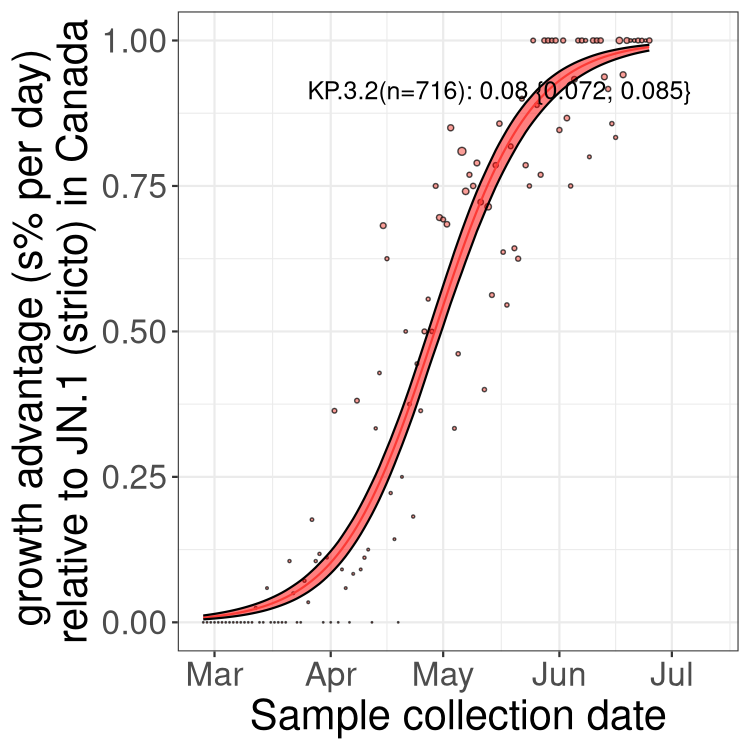 growth advantage (s% per day)
relative to JN.1 (stricto) in Canada
1.00
0.75
0.50
0.25
0.00
KP.3.2(n=716): 0.08 {0.072, 0.085}
Mar Apr May Jun Jul
Sample collection date